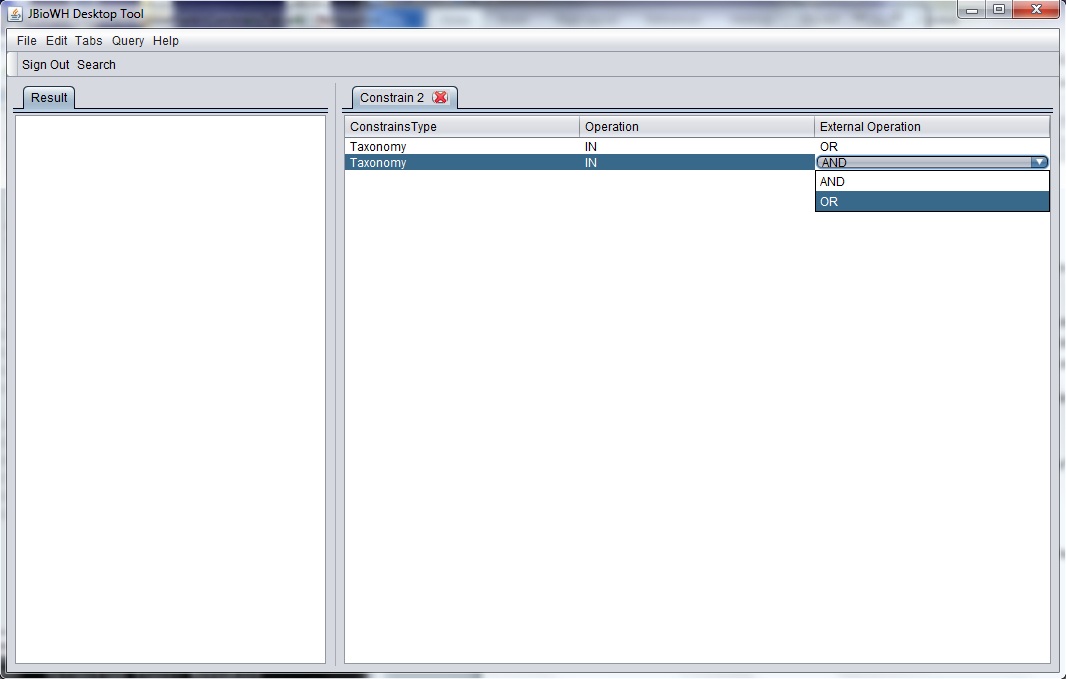 JBioWH Desktop Tool
File Edit Tabs Query Help
Sign Out Search
Result
Constrain 2
ConstrainsType Operation External Operation
Taxonomy IN OR
Taxonomy IN AND
AND
OR